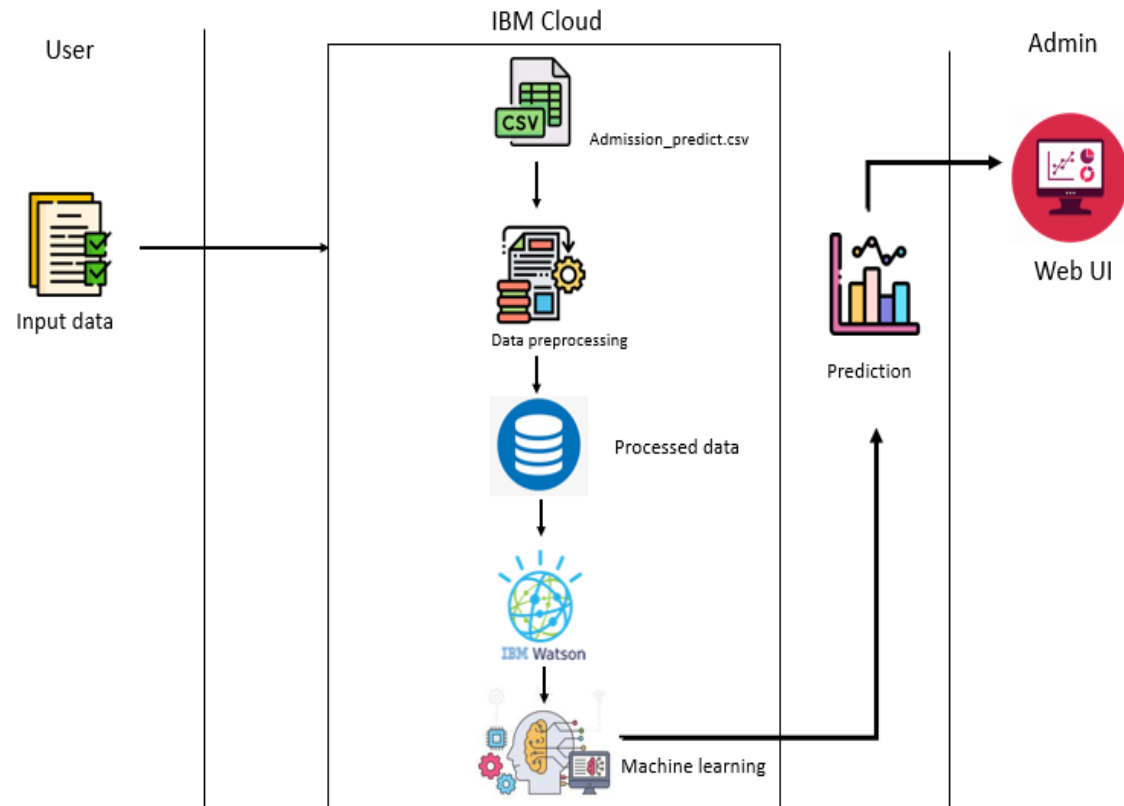 IBM Cloud
User
Admin
CSV
Admission_predict.csv
Input data
Data preprocessing
Web UI
Prediction
Processed data
IBM Watson
Machine learning